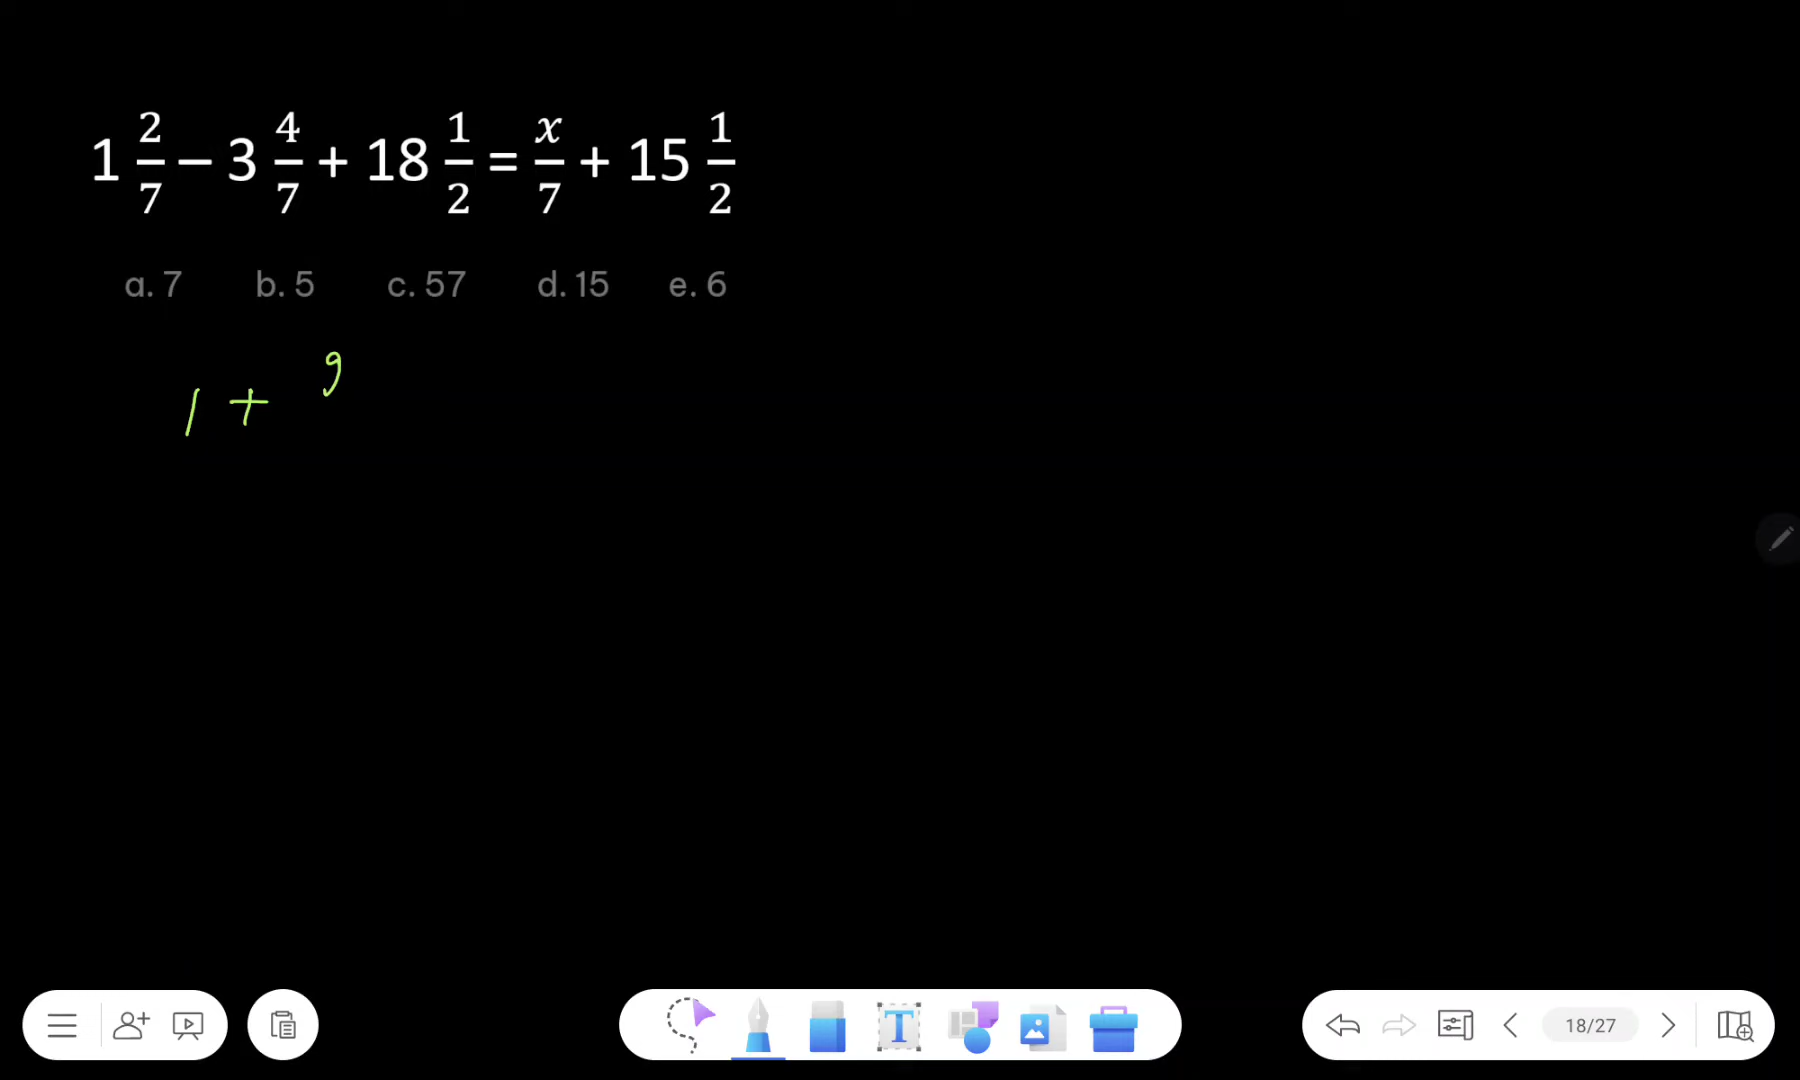 1 2/7 − 3 4/7 + 18 1/2 = x/7 + 15 1/2
a. 7 b. 5 c. 57 d. 15 e. 6
1 + 9
T
18/27